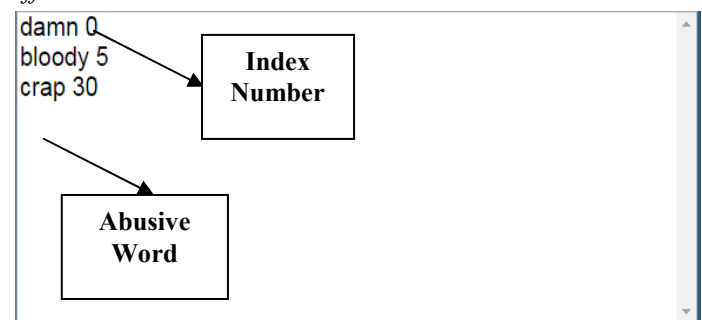 damn 0
bloody 5
crap 30
Index
Number
Abusive
Word